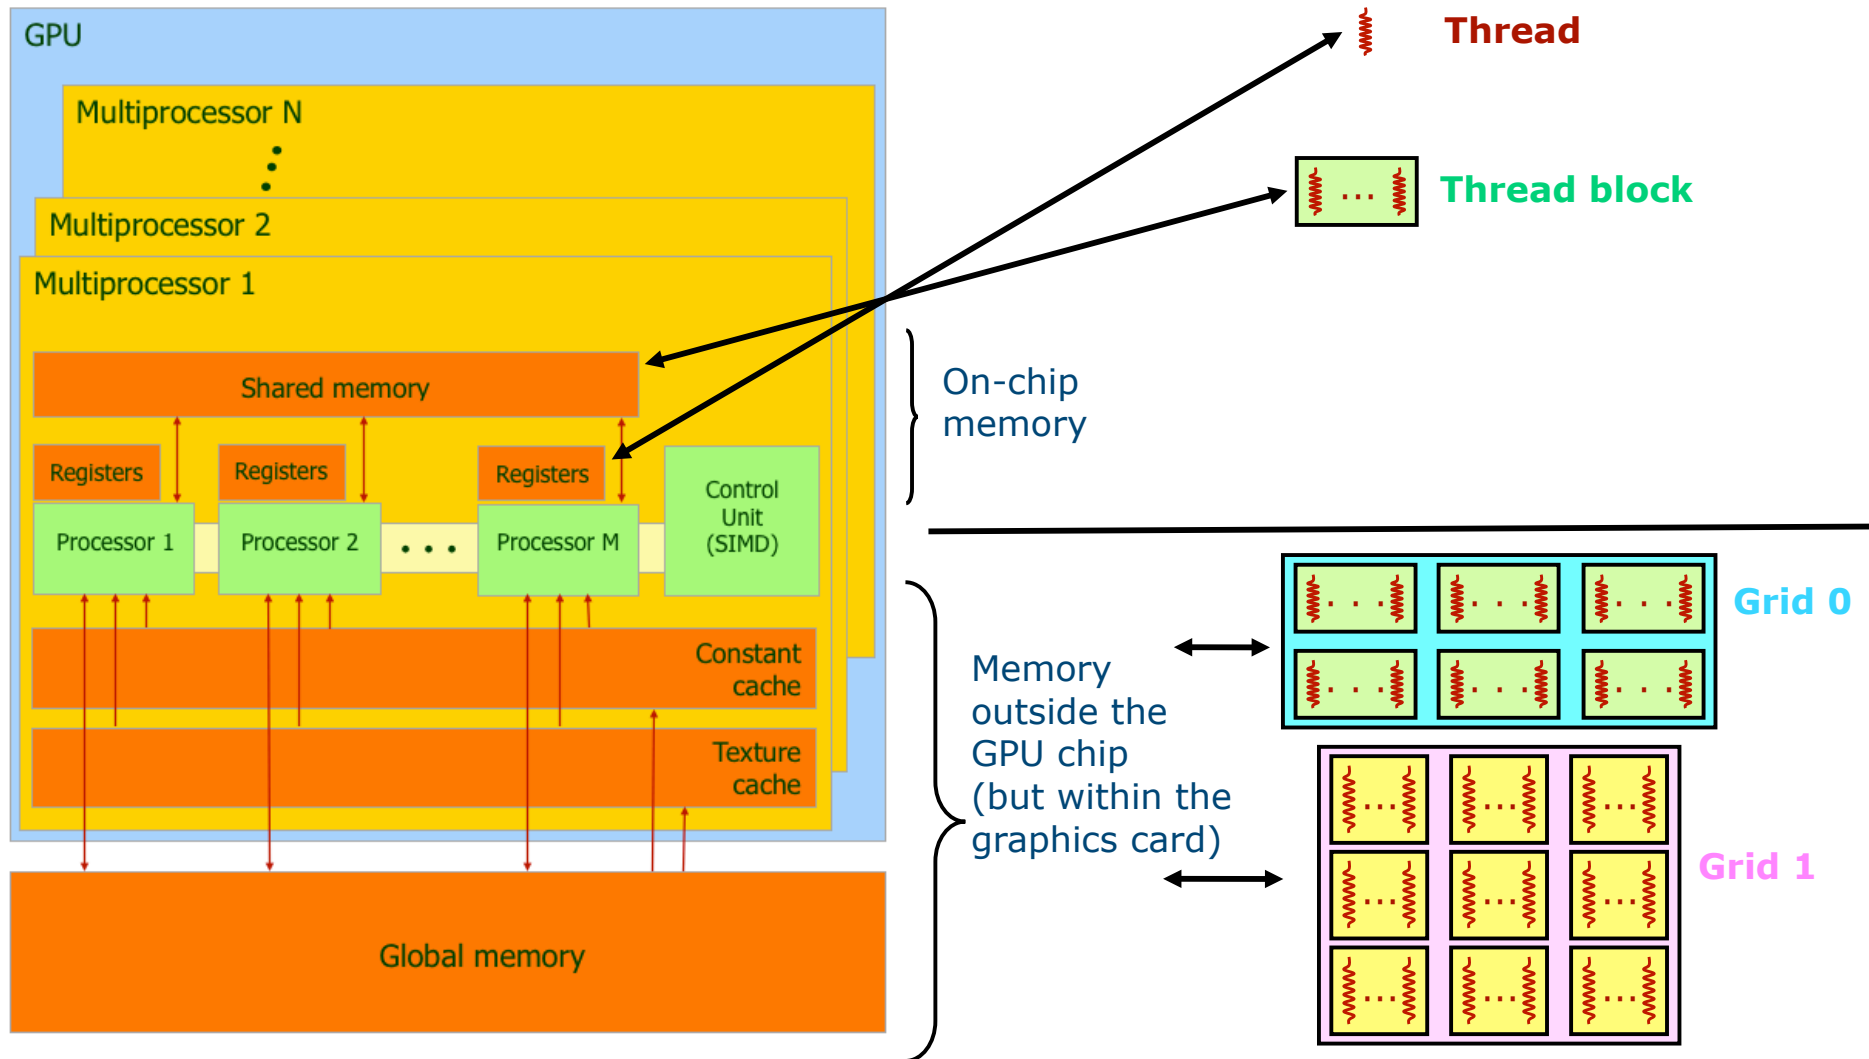 GPU
Multiprocessor N
Multiprocessor 2
Multiprocessor 1
Shared memory
Registers
Registers
Registers
Processor 1
Processor 2
...
Processor M
Control
Unit
(SIMD)
Constant
cache
Texture
cache
Global memory
Thread
... Thread block
On-chip
memory
Memory
outside the
GPU chip
(but within the
graphics card)
... ... ...
Grid 0
... ... ...
... ... ...
... ... ...
Grid 1
... ... ...